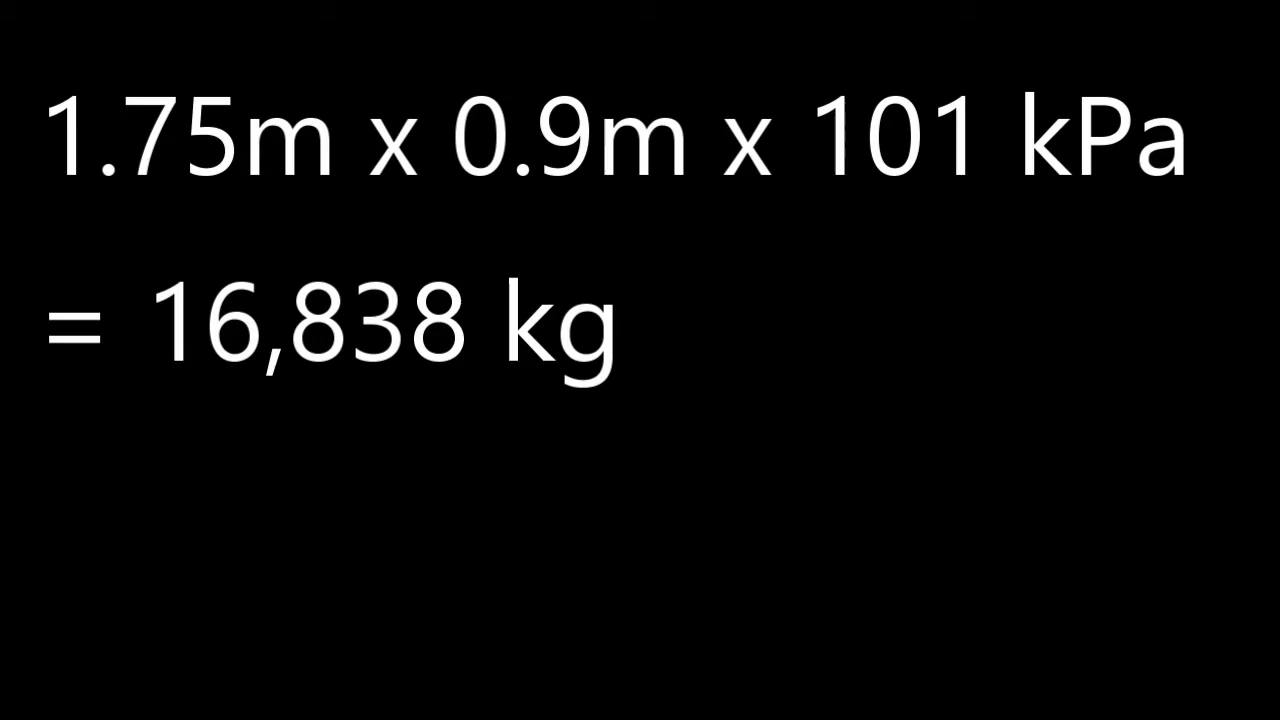 1.75m x 0.9m x 101 kPa
= 16,838 kg